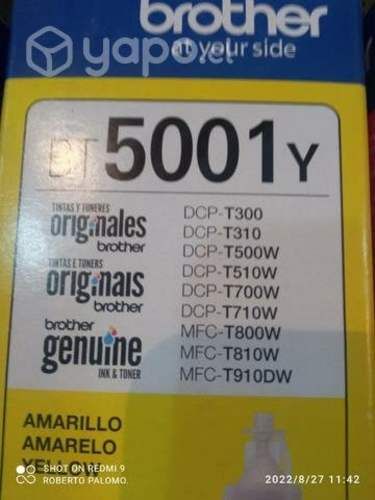 brother
at your side
yapo.cl
BT5001Y
TINTAS Y TONERES
originales
brother
TINTAS E TONERS
originais
brother
brother
genuine
INK & TONER
DCP-T300
DCP-T310
DCP-T500W
DCP-T510W
DCP-T700W
DCP-T710W
MFC-T800W
MFC-T810W
MFC-T910DW
AMARILLO
AMARELO
YELLOW
SHOT ON REDMI 9
ROBERTO PALOMO.
2022/8/27 11:42